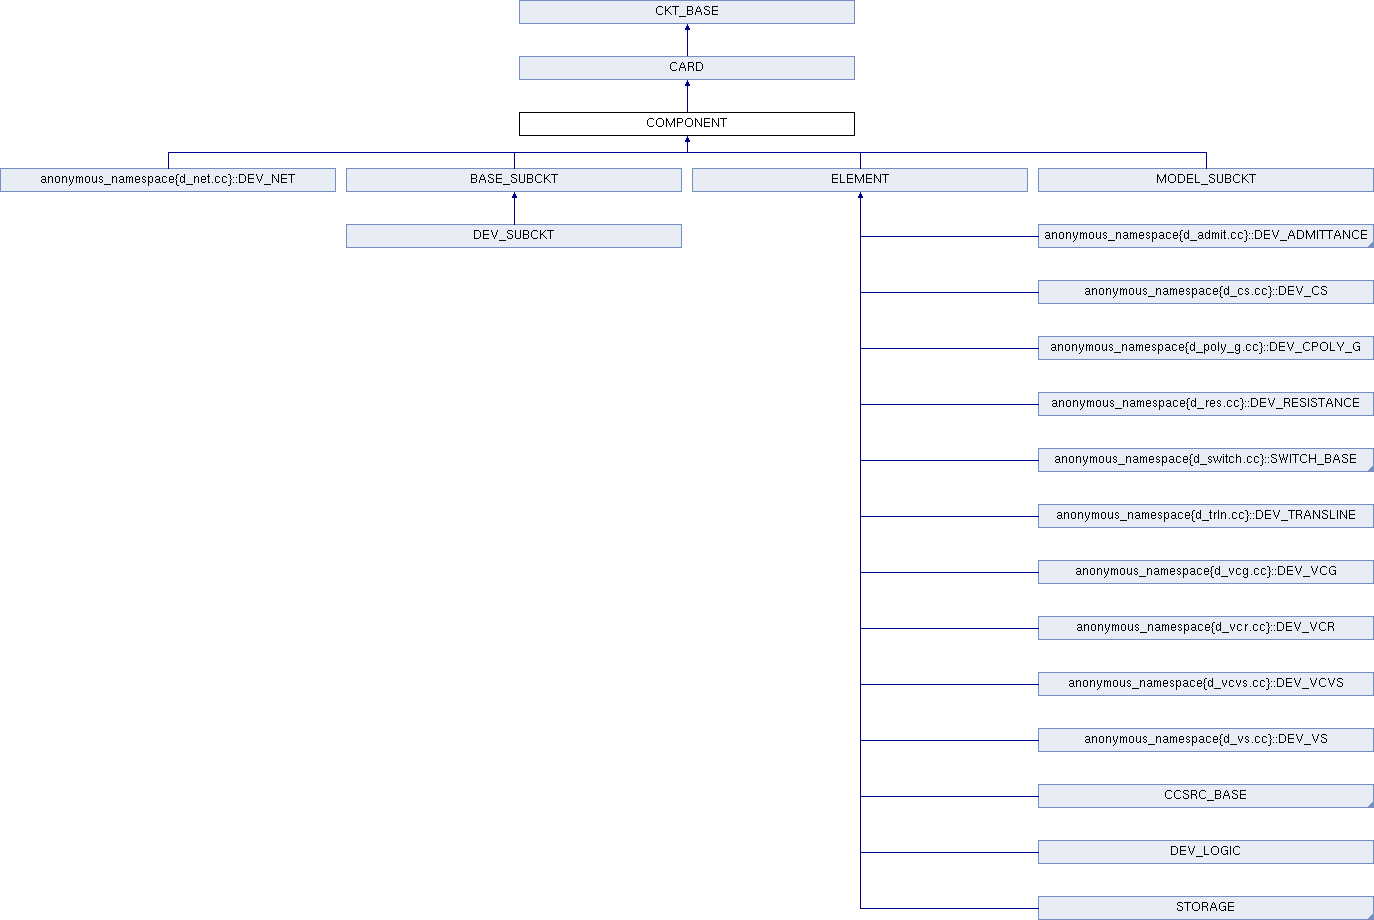 CKT_BASE
CARD
COMPONENT
anonymous_namespace{d_net.cc}::DEV_NET
BASE_SUBCKT
ELEMENT
MODEL_SUBCKT
DEV_SUBCKT
anonymous_namespace{d_admit.cc}::DEV_ADMITTANCE
anonymous_namespace{d_cs.cc}::DEV_CS
anonymous_namespace{d_poly_g.cc}::DEV_CPOLY_G
anonymous_namespace{d_res.cc}::DEV_RESISTANCE
anonymous_namespace{d_switch.cc}::SWITCH_BASE
anonymous_namespace{d_trln.cc}::DEV_TRANSLINE
anonymous_namespace{d_vcg.cc}::DEV_VCG
anonymous_namespace{d_vcr.cc}::DEV_VCR
anonymous_namespace{d_vcvs.cc}::DEV_VCVS
anonymous_namespace{d_vs.cc}::DEV_VS
CCSRC_BASE
DEV_LOGIC
STORAGE